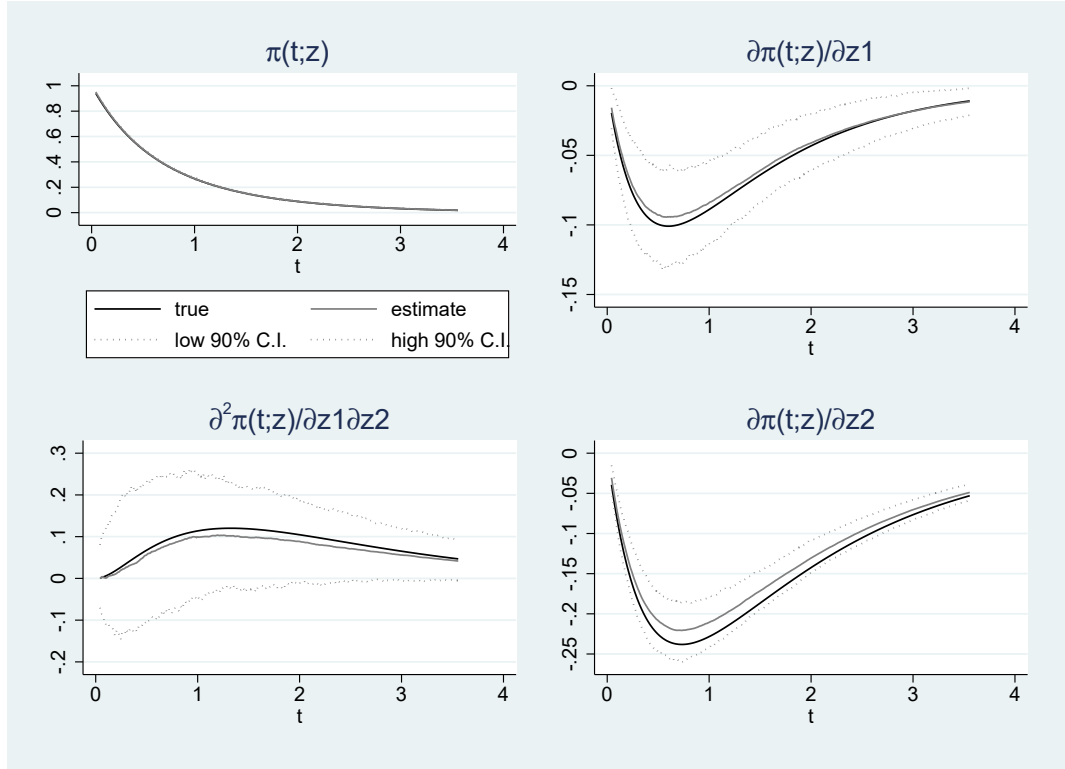 π(t;z)
1
.8
.6
.4
.2
0
0 1 2 3 4
t
true estimate
low 90% C.I. high 90% C.I.
∂π(t;z)/∂z1
0
-.05
-.1
-.15
0 1 2 3 4
t
∂²π(t;z)/∂z1∂z2
.3
.2
.1
0
-.1
-.2
0 1 2 3 4
t
∂π(t;z)/∂z2
0
-.05
-.1
-.15
-.2
-.25
0 1 2 3 4
t